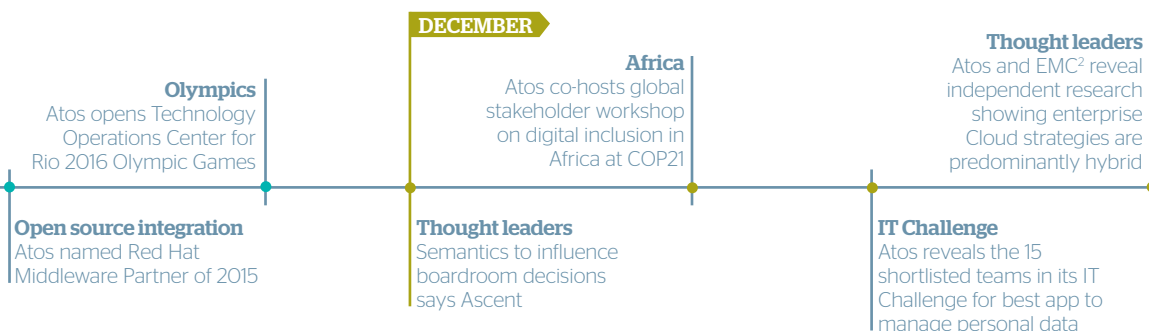 DECEMBER
Olympics
Atos opens Technology
Operations Center for
Rio 2016 Olympic Games
Africa
Atos co-hosts global
stakeholder workshop
on digital inclusion in
Africa at COP21
Thought leaders
Atos and EMC² reveal
independent research
showing enterprise
Cloud strategies are
predominantly hybrid
Open source integration
Atos named Red Hat
Middleware Partner of 2015
Thought leaders
Semantics to influence
boardroom decisions
says Ascent
IT Challenge
Atos reveals the 15
shortlisted teams in its IT
Challenge for best app to
manage personal data